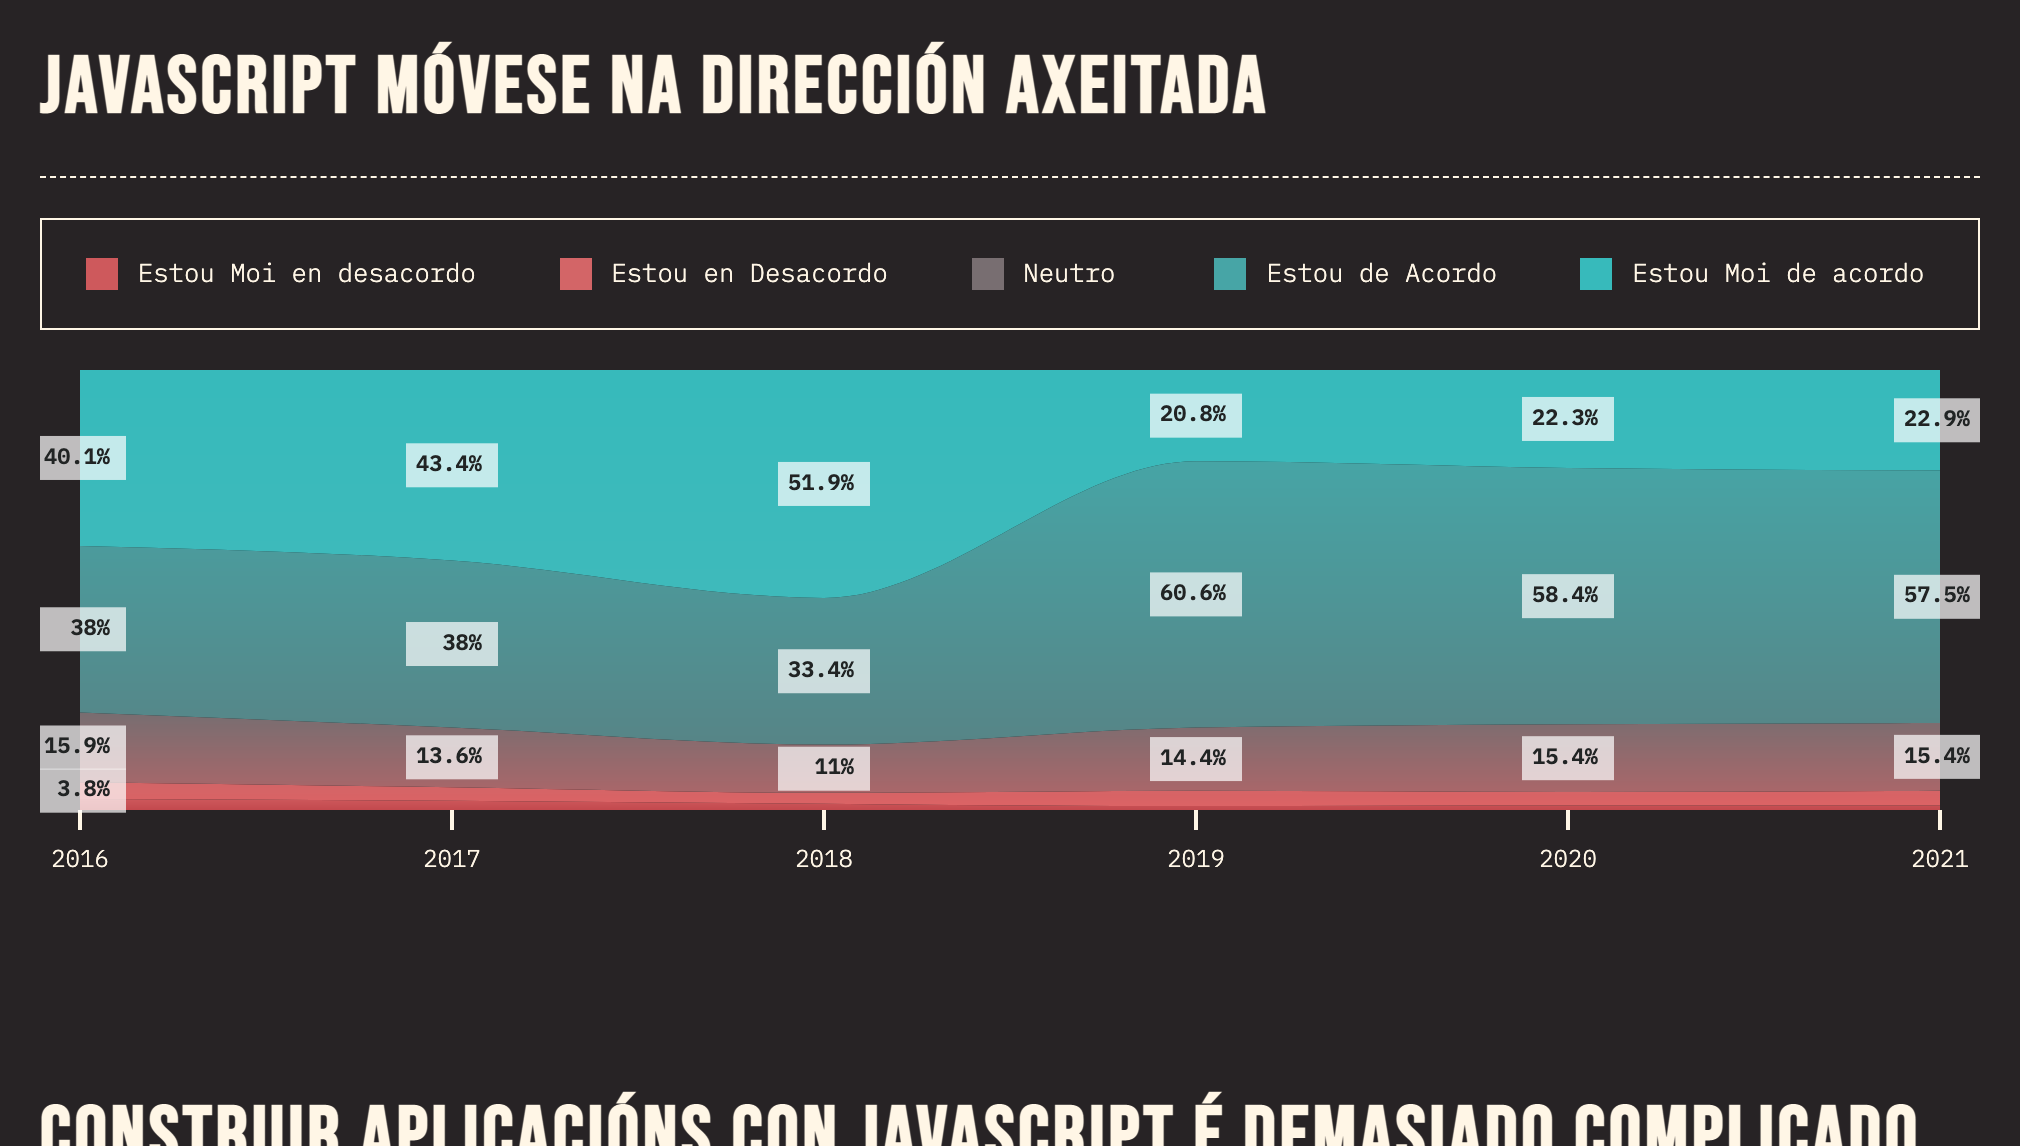 JAVASCRIPT MÓVESE NA DIRECCIÓN AXEITADA
Estou Moi en desacordo Estou en Desacordo Neutro Estou de Acordo Estou Moi de acordo
40.1% 43.4% 51.9% 20.8% 22.3% 22.9%
38% 38% 33.4% 60.6% 58.4% 57.5%
15.9% 13.6% 11% 14.4% 15.4% 15.4%
3.8%
2016 2017 2018 2019 2020 2021
CONSTRUIR APLICACIÓNS CON JAVASCRIPT É DEMASIADO COMPLICADO